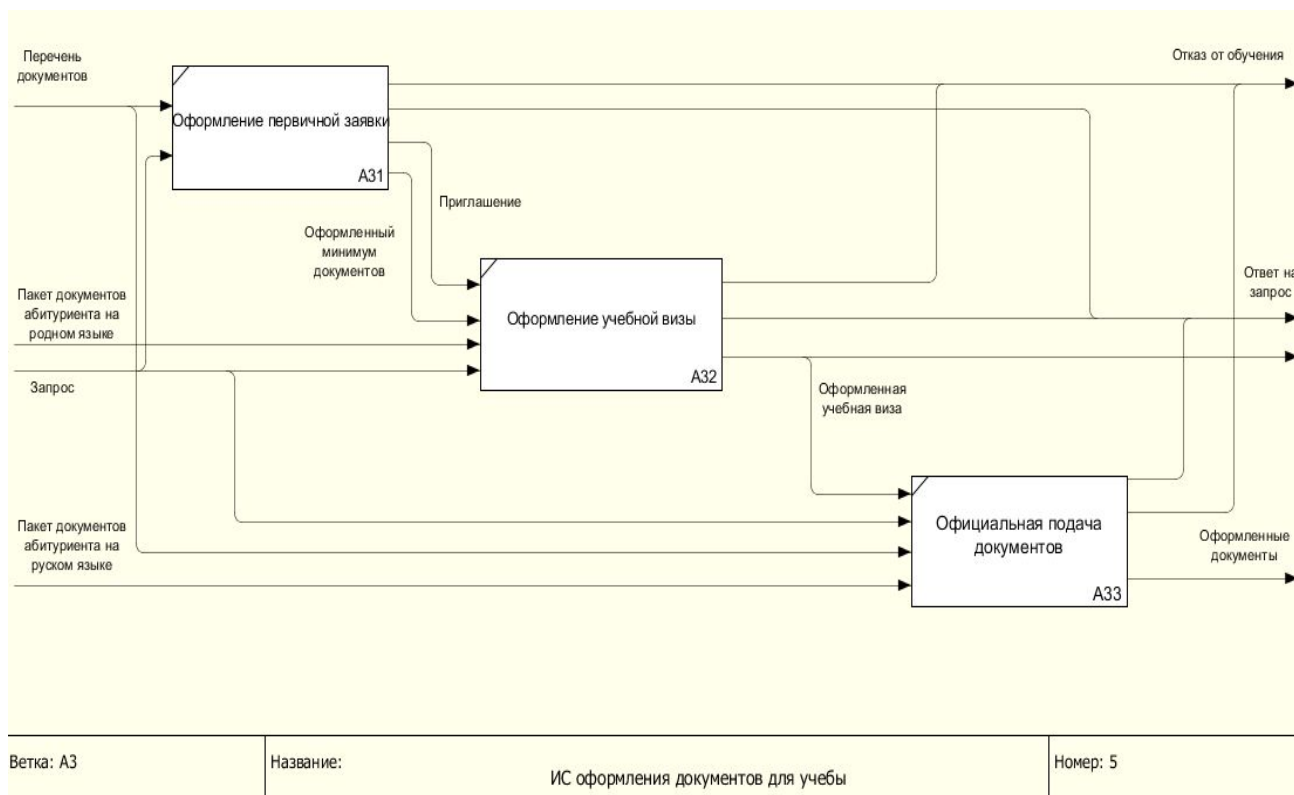 Перечень
документов
Отказ от обучения
Оформление первичной заявки
A31
Приглашение
Оформленный
минимум
документов
Пакет документов
абитуриента на
родном языке
Оформление учебной визы
A32
Ответ на
запрос
Запрос
Оформленная
учебная виза
Пакет документов
абитуриента на
руском языке
Официальная подача
документов
A33
Оформленные
документы
Ветка: A3
Название:
ИС оформления документов для учебы
Номер: 5